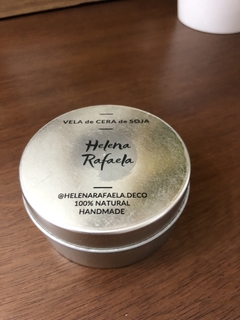 VELA de CERA de SOJA
Helena
Rafaela
@HELENARAFAELA.DECO
100% NATURAL
HANDMADE